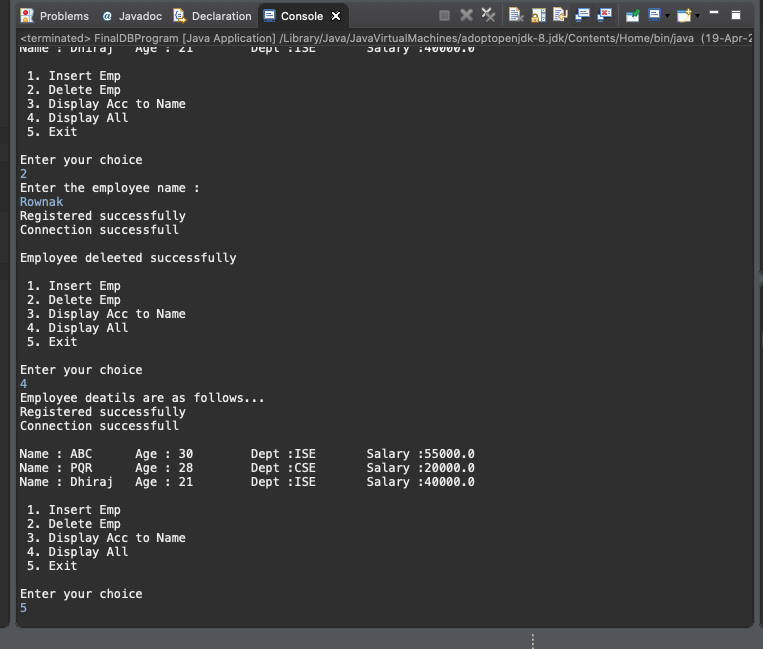 Problems Javadoc Declaration Console
<terminated> FinalDBProgram [Java Application] /Library/Java/JavaVirtualMachines/adoptopenjdk-8.jdk/Contents/Home/bin/java (19-Apr-2
Name : Dhiraj Age : 21 Dept :ISE Salary :40000.0
1. Insert Emp
2. Delete Emp
3. Display Acc to Name
4. Display All
5. Exit
Enter your choice
2
Enter the employee name :
Rownak
Registered successfully
Connection successfull
Employee deleeted successfully
1. Insert Emp
2. Delete Emp
3. Display Acc to Name
4. Display All
5. Exit
Enter your choice
4
Employee deatils are as follows...
Registered successfully
Connection successfull
Name : ABC Age : 30 Dept :ISE Salary :55000.0
Name : PQR Age : 28 Dept :CSE Salary :20000.0
Name : Dhiraj Age : 21 Dept :ISE Salary :40000.0
1. Insert Emp
2. Delete Emp
3. Display Acc to Name
4. Display All
5. Exit
Enter your choice
5